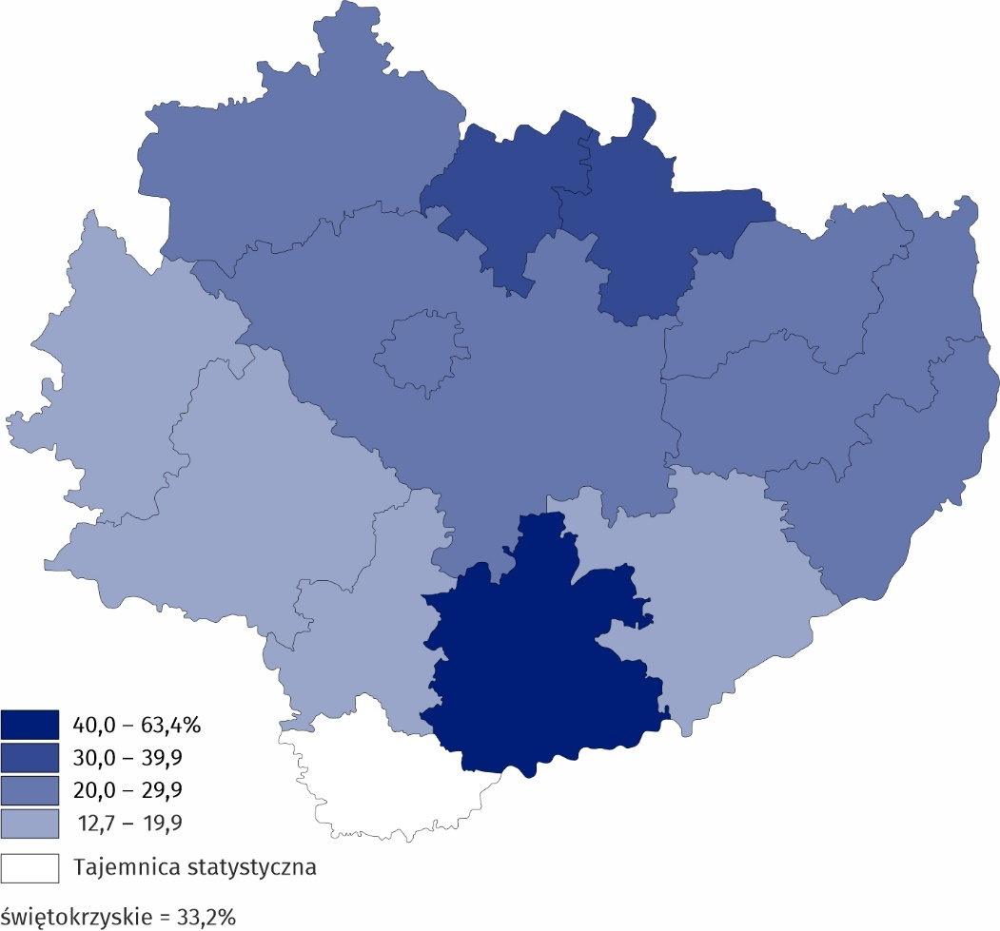 40,0 – 63,4%
30,0 – 39,9
20,0 – 29,9
12,7 – 19,9
Tajemnica statystyczna
świętokrzyskie = 33,2%